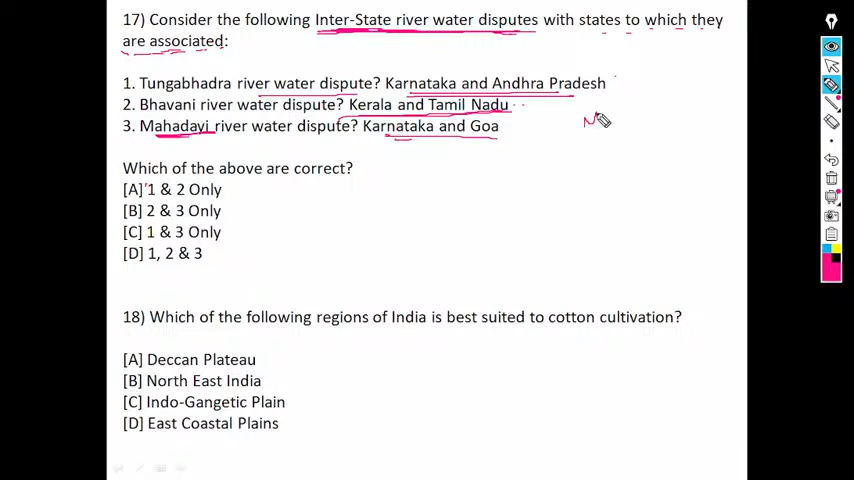 17) Consider the following Inter-State river water disputes with states to which they
are associated:
1. Tungabhadra river water dispute? Karnataka and Andhra Pradesh
2. Bhavani river water dispute? Kerala and Tamil Nadu
3. Mahadayi river water dispute? Karnataka and Goa
Which of the above are correct?
[A] 1 & 2 Only
[B] 2 & 3 Only
[C] 1 & 3 Only
[D] 1, 2 & 3
18) Which of the following regions of India is best suited to cotton cultivation?
[A] Deccan Plateau
[B] North East India
[C] Indo-Gangetic Plain
[D] East Coastal Plains